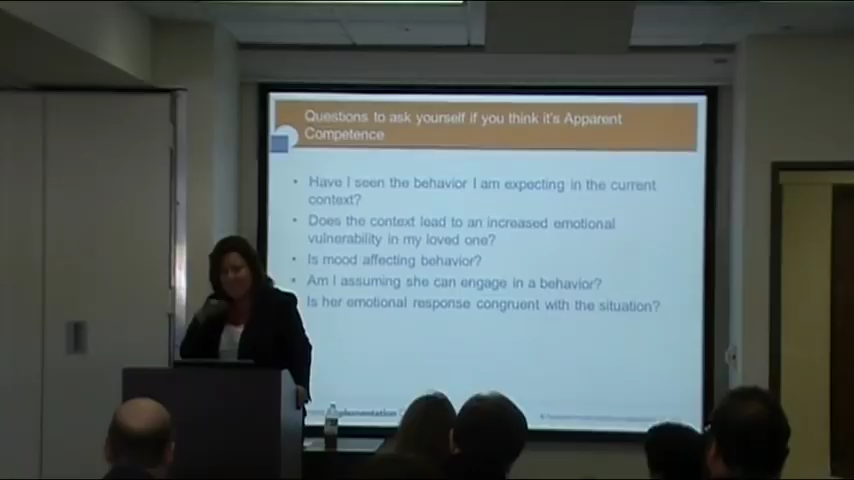 Questions to ask yourself if you think it's Apparent
Competence
• Have I seen the behavior I am expecting in the current
context?
• Does the context lead to an increased emotional
vulnerability in my loved one?
• Is mood affecting behavior?
• Am I assuming she can engage in a behavior?
Is her emotional response congruent with the situation?
Implementation